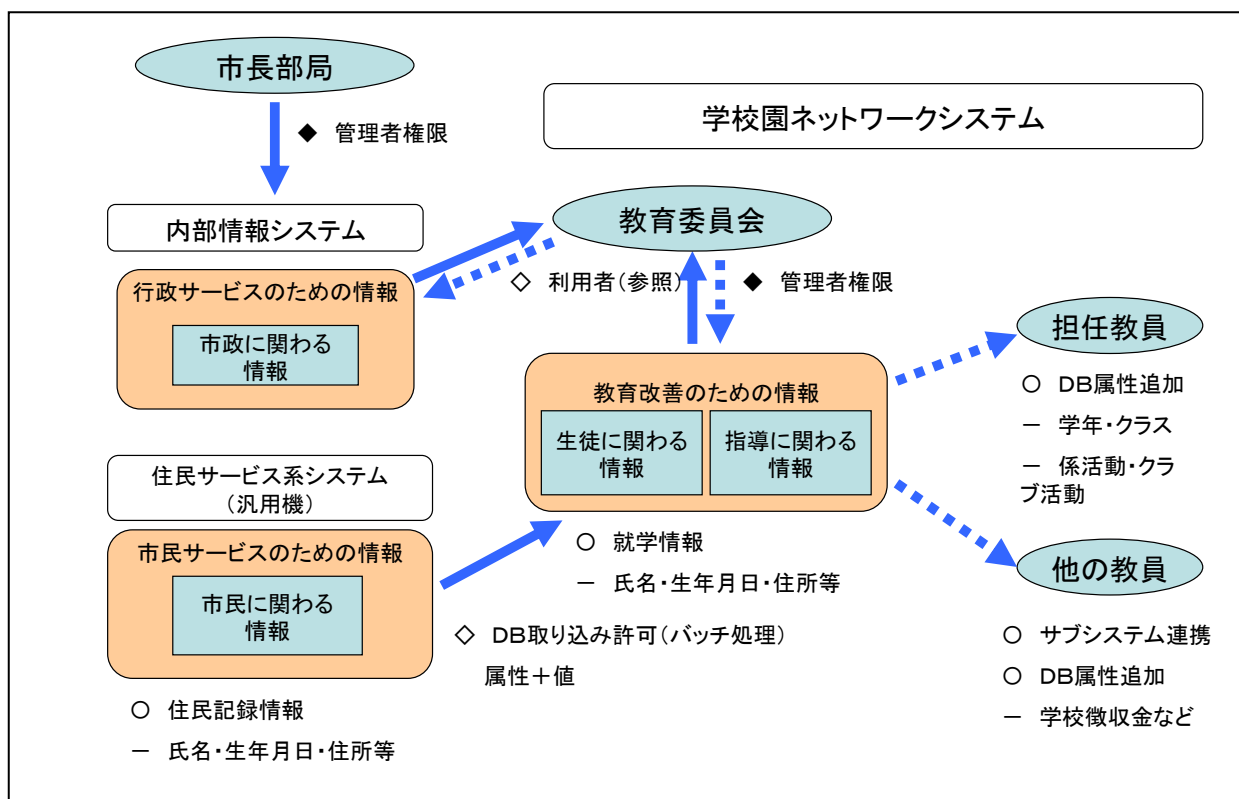 市長部局
◆ 管理者権限
学校園ネットワークシステム
内部情報システム
教育委員会
行政サービスのための情報
市政に関わる
情報
◇ 利用者(参照)
◆ 管理者権限
担任教員
○ DB属性追加
― 学年・クラス
― 係活動・クラ
ブ活動
教育改善のための情報
生徒に関わる
情報
指導に関わる
情報
住民サービス系システム
(汎用機)
市民サービスのための情報
市民に関わる
情報
○ 就学情報
― 氏名・生年月日・住所等
◇ DB取り込み許可(バッチ処理)
属性+値
他の教員
○ サブシステム連携
○ DB属性追加
― 学校徴収金など
○ 住民記録情報
― 氏名・生年月日・住所等